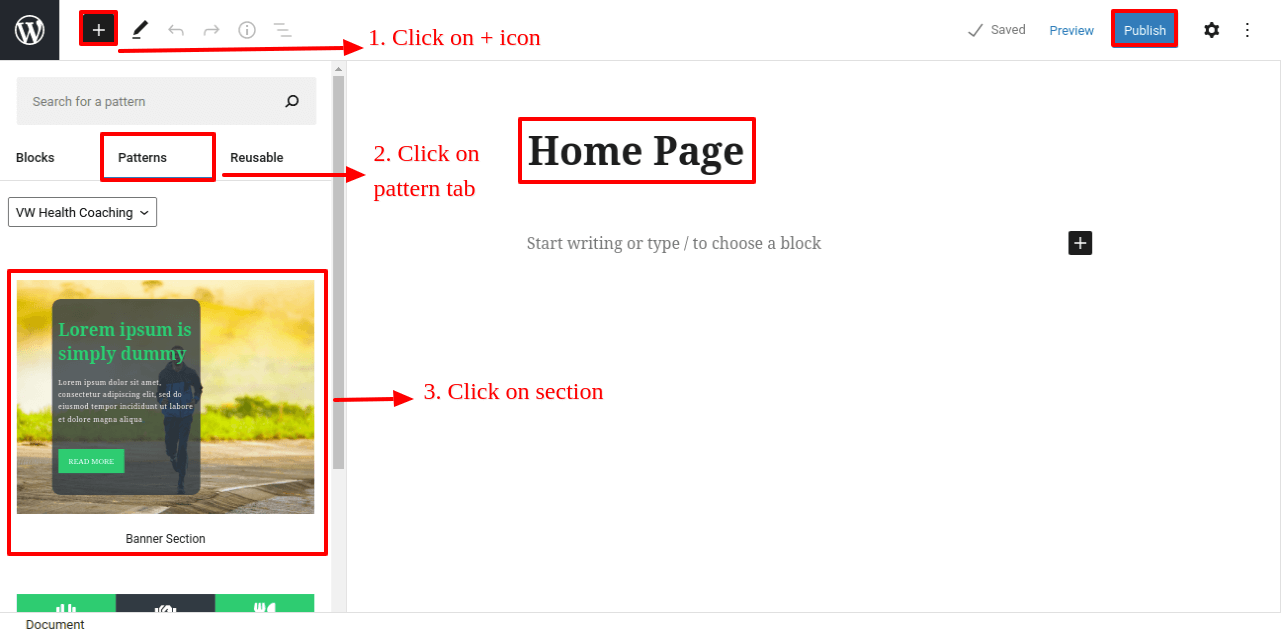 1. Click on + icon
Saved
Preview
Publish
Search for a pattern
Blocks
Patterns
Reusable
2. Click on
pattern tab
Home Page
VW Health Coaching
Start writing or type / to choose a block
Lorem ipsum is
simply dummy
Lorem ipsum dolor sit amet,
consectetur adipiscing elit, sed do
eiusmod tempor incididunt ut labore
et dolore magna aliqua
READ MORE
3. Click on section
Banner Section
Document